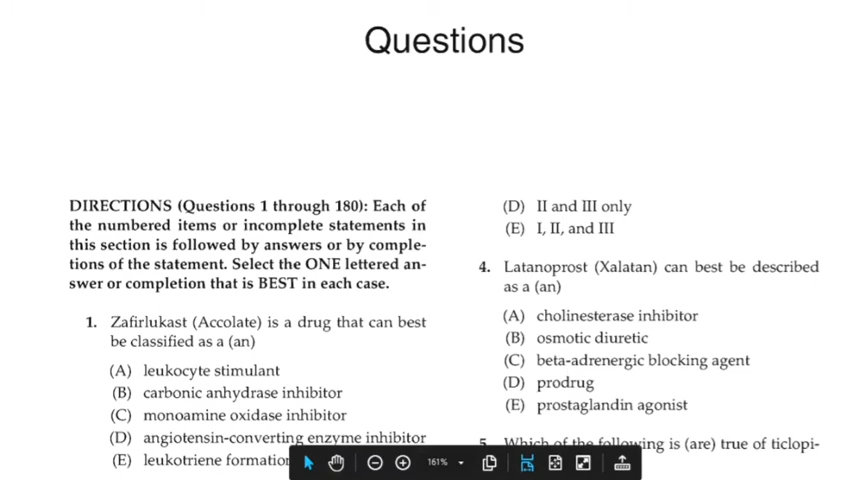 Questions
DIRECTIONS (Questions 1 through 180): Each of
the numbered items or incomplete statements in
this section is followed by answers or by comple-
tions of the statement. Select the ONE lettered an-
swer or completion that is BEST in each case.
1. Zafirlukast (Accolate) is a drug that can best
be classified as a (an)
(A) leukocyte stimulant
(B) carbonic anhydrase inhibitor
(C) monoamine oxidase inhibitor
(D) angiotensin-converting enzyme inhibitor
(E) leukotriene formation
(D) II and III only
(E) I, II, and III
4. Latanoprost (Xalatan) can best be described
as a (an)
(A) cholinesterase inhibitor
(B) osmotic diuretic
(C) beta-adrenergic blocking agent
(D) prodrug
(E) prostaglandin agonist
5. Which of the following is (are) true of ticlopi-
161%